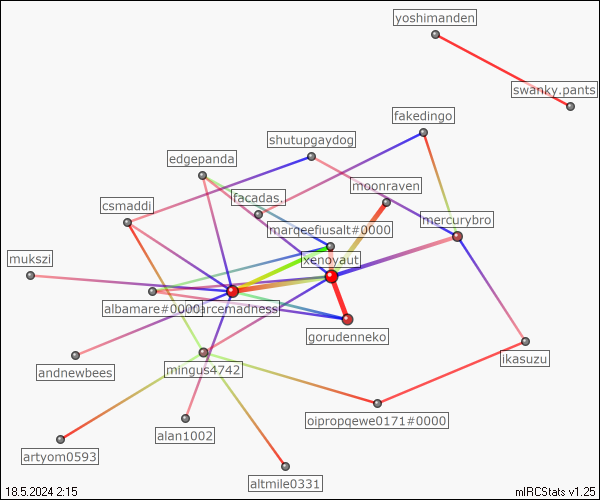 yoshimanden
swanky.pants
fakedingo
shutupgaydog
edgepanda
moonraven
facadas.
csmaddi
mercurybro
marqeefiusalt#0000
mukszi
xenoyaut
albamare#0000
marcemadness
gorudenneko
ikasuzu
mingus4742
andnewbees
oipropqewe0171#0000
alan1002
artyom0593
altmile0331
18.5.2024 2:15
mIRCStats v1.25